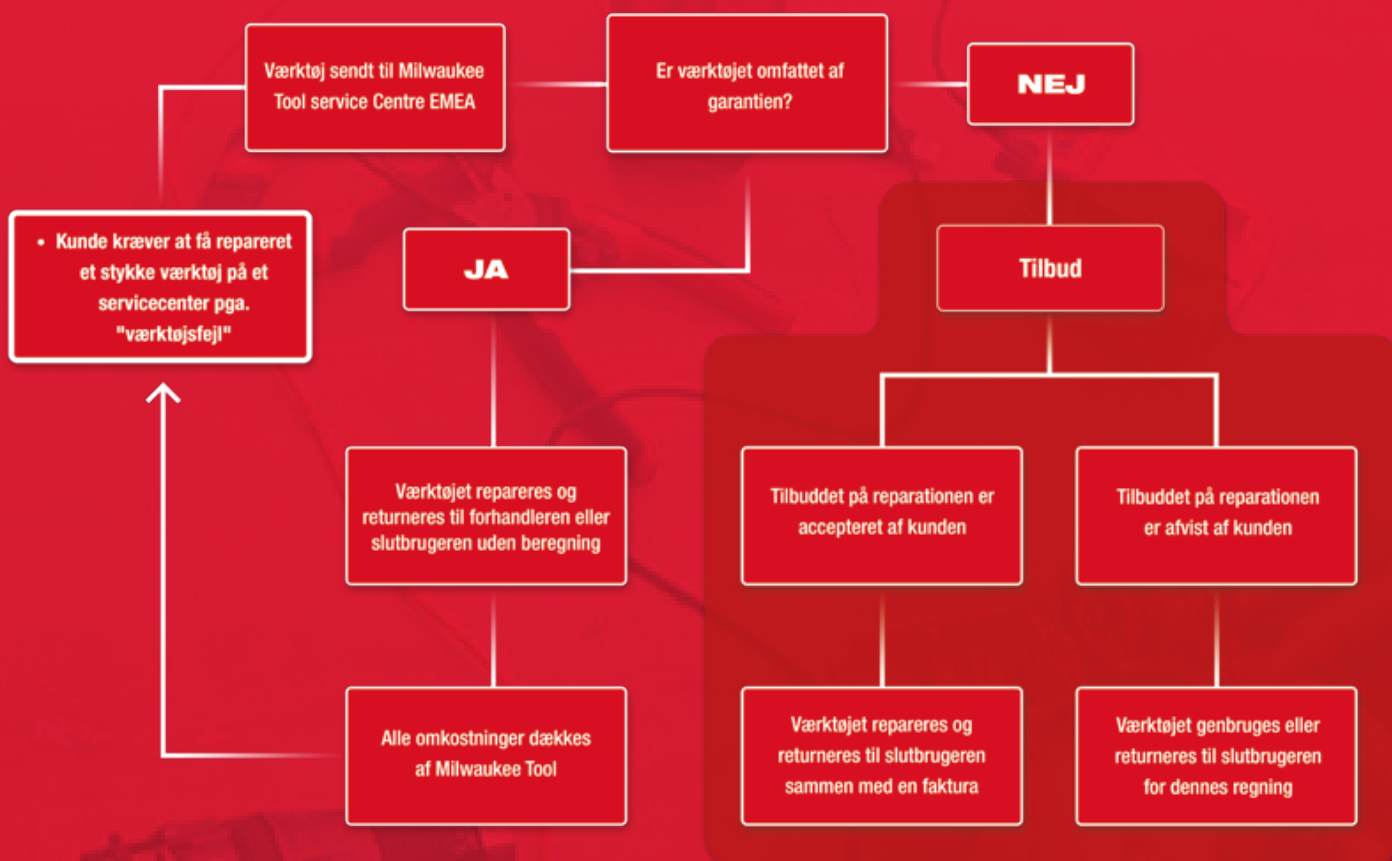 Værktøj sendt til Milwaukee
Tool service Centre EMEA
Er værktøjet omfattet af
garantien?
NEJ
• Kunde kræver at få repareret
et stykke værktøj på et
servicecenter pga.
"værktøjsfejl"
JA
Tilbud
Værktøjet repareres og
returneres til forhandleren eller
slutbrugeren uden beregning
Tilbuddet på reparationen er
accepteret af kunden
Tilbuddet på reparationen
er afvist af kunden
Alle omkostninger dækkes
af Milwaukee Tool
Værktøjet repareres og
returneres til slutbrugeren
sammen med en faktura
Værktøjet genbruges eller
returneres til slutbrugeren
for dennes regning